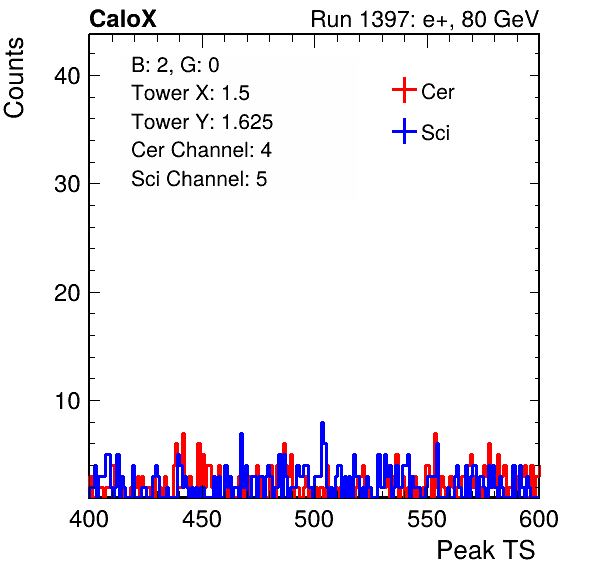 CaloX
Run 1397: e+, 80 GeV
Counts
B: 2, G: 0
Tower X: 1.5
Tower Y: 1.625
Cer Channel: 4
Sci Channel: 5
Cer
Sci
40
30
20
10
400 450 500 550 600
Peak TS